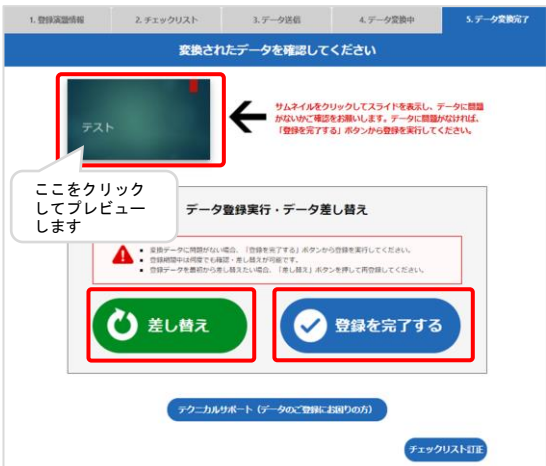 1. 登録演題情報
2. チェックリスト
3. データ送信
4. データ変換中
5. データ変換完了
変換されたデータを確認してください
テスト
サムネイルをクリックしてスライドを表示し、データに問題
がないかご確認をお願いします。データに問題がなければ、
「登録を完了する」ボタンから登録を実行してください。
ここをクリック
してプレビュー
します
データ登録実行・データ差し替え
変換データに問題がない場合、「登録を完了する」ボタンから登録を実行してください。
登録期間中は何度でも確認・差し替えが可能です。
登録データを最初から差し替えたい場合、「差し替え」ボタンを押して再登録してください。
差し替え
登録を完了する
テクニカルサポート（データのご登録にお困りの方）
チェックリスト訂正